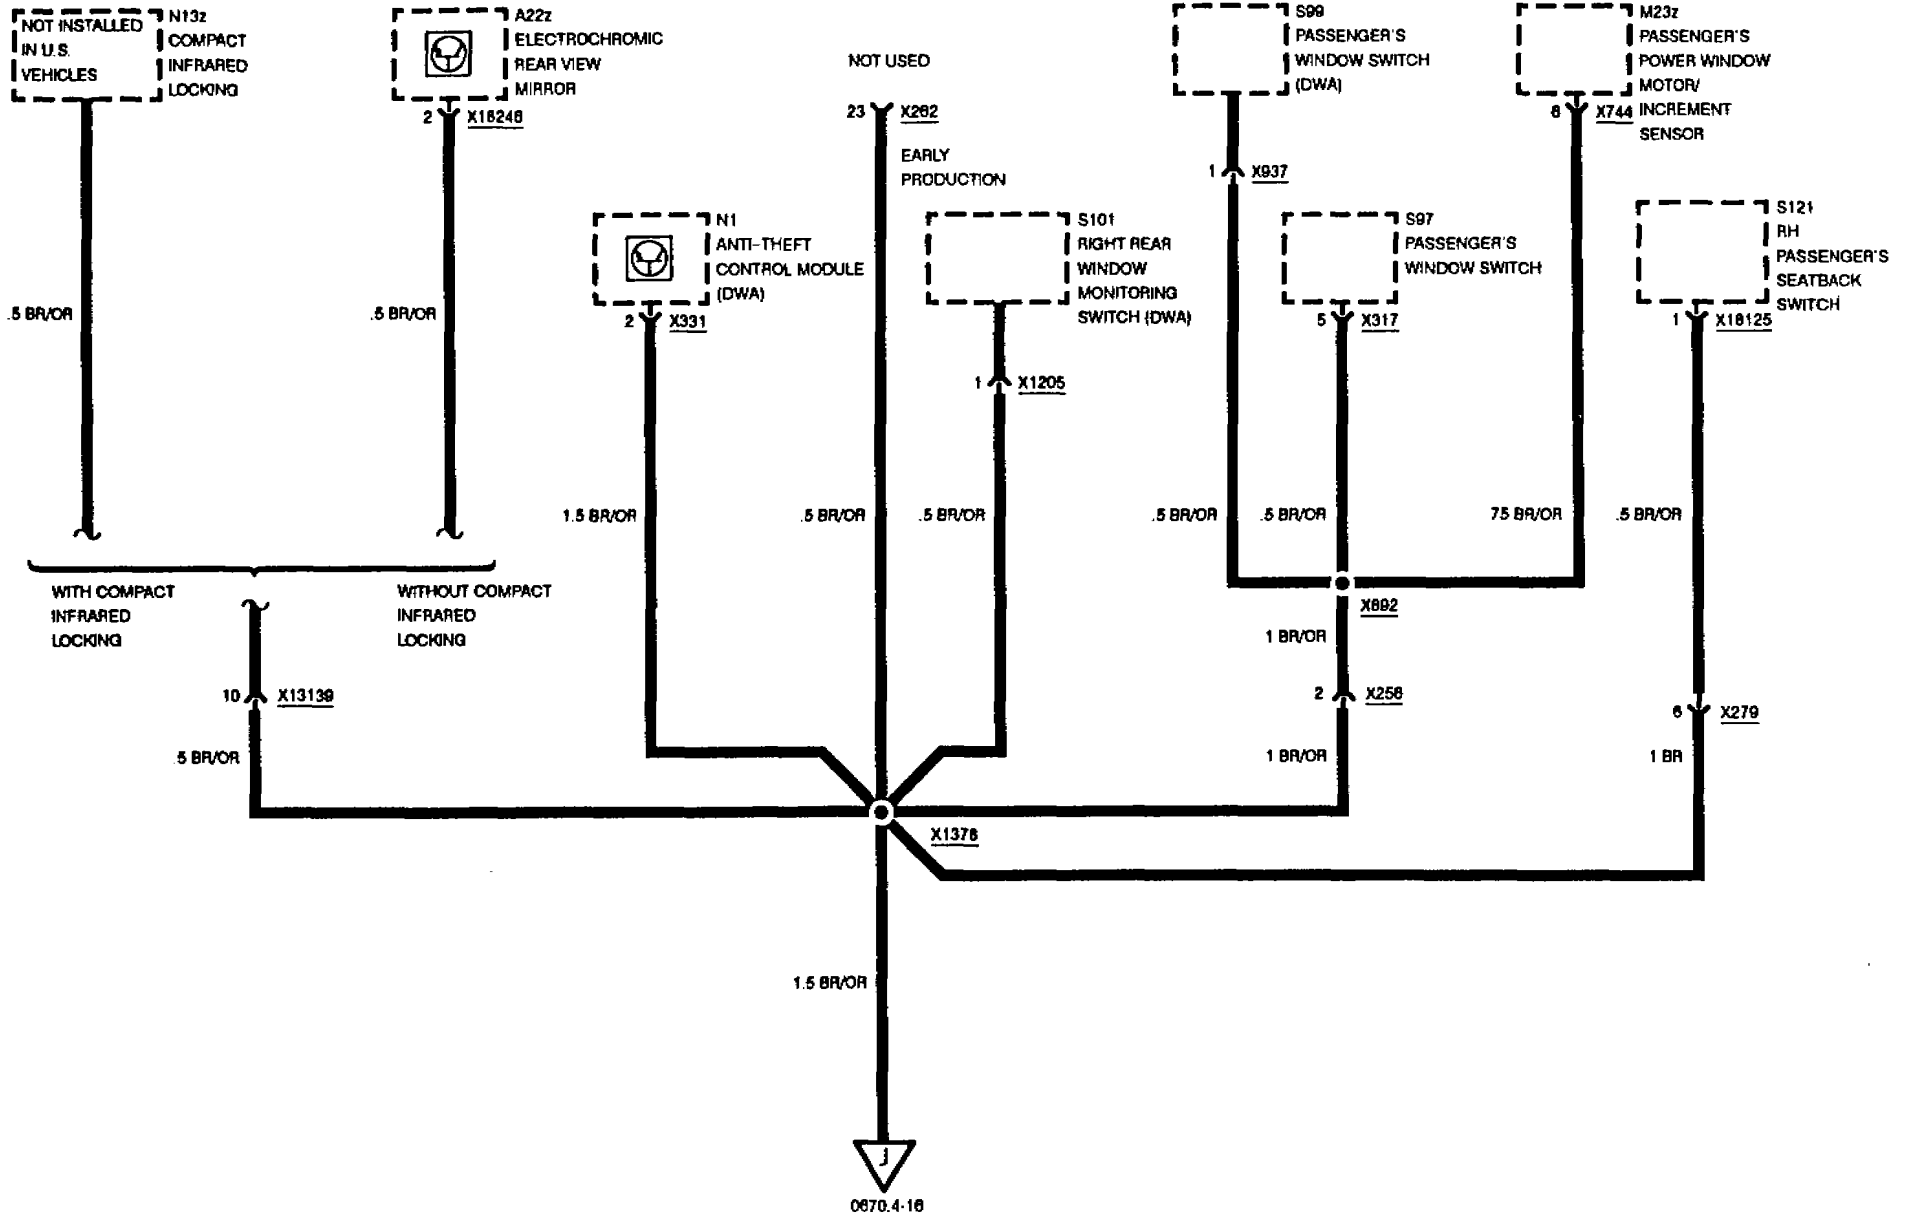 NOT INSTALLED
IN U.S.
VEHICLES
N13z
COMPACT
INFRARED
LOCKING
A22z
ELECTROCHROMIC
REAR VIEW
MIRROR
2 X16246
NOT USED
23 X262
EARLY
PRODUCTION
S99
PASSENGER'S
WINDOW SWITCH
(DWA)
1 X937
M23z
PASSENGER'S
POWER WINDOW
MOTOR/
INCREMENT
SENSOR
6 X744
N1
ANTI-THEFT
CONTROL MODULE
(DWA)
2 X331
S101
RIGHT REAR
WINDOW
MONITORING
SWITCH (DWA)
1 X1205
S97
PASSENGER'S
WINDOW SWITCH
5 X317
S121
RH
PASSENGER'S
SEATBACK
SWITCH
1 X18125
.5 BR/OR
.5 BR/OR
1.5 BR/OR
.5 BR/OR
.5 BR/OR
.5 BR/OR
.5 BR/OR
75 BR/OR
.5 BR/OR
WITH COMPACT
INFRARED
LOCKING
WITHOUT COMPACT
INFRARED
LOCKING
X892
1 BR/OR
10 X13139
2 X256
6 X279
.5 BR/OR
1 BR/OR
1 BR
X1376
1.5 BR/OR
J
0670.4-16